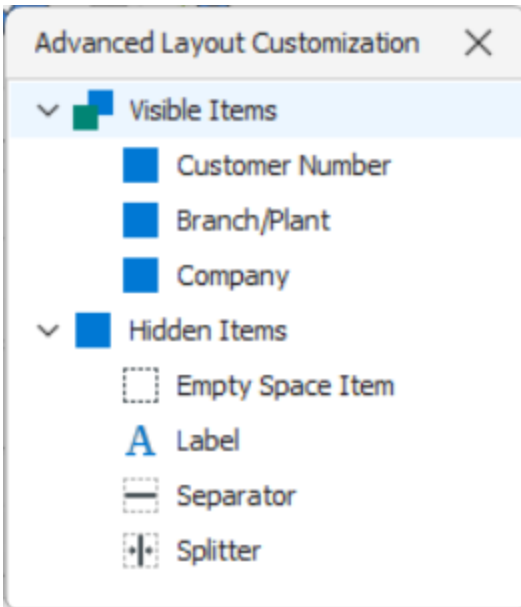 Advanced Layout Customization
Visible Items
Customer Number
Branch/Plant
Company
Hidden Items
Empty Space Item
A Label
Separator
Splitter